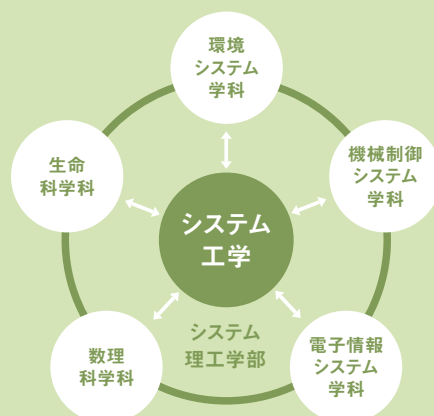 環境
システム
学科
生命
科学科
機械制御
システム
学科
システム
工学
システム
理工学部
数理
科学科
電子情報
システム
学科